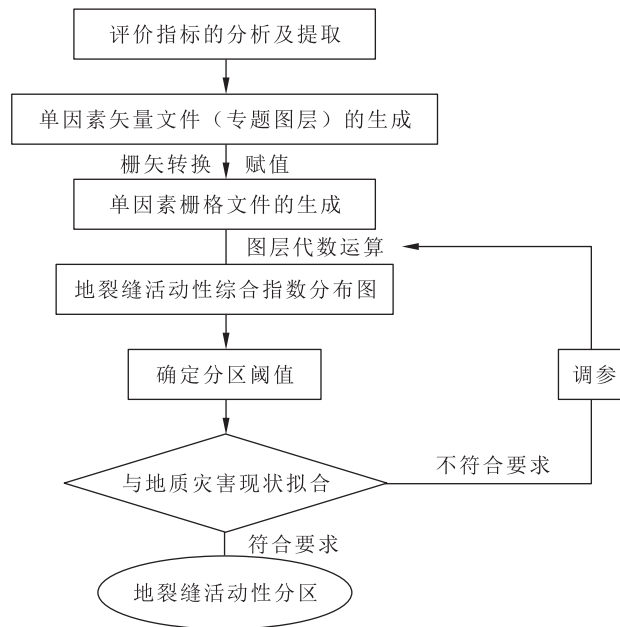 评价指标的分析及提取
单因素矢量文件（专题图层）的生成
栅矢转换 赋值
单因素栅格文件的生成
图层代数运算
地裂缝活动性综合指数分布图
确定分区阈值
调参
与地质灾害现状拟合
不符合要求
符合要求
地裂缝活动性分区